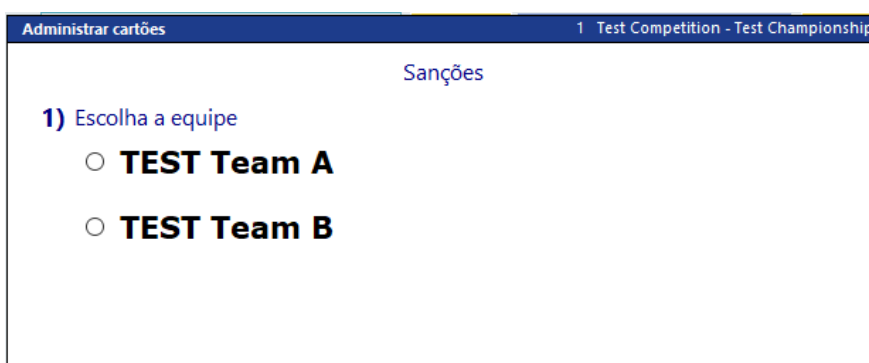 Administrar cartões 1 Test Competition - Test Championship
Sanções
1) Escolha a equipe
TEST Team A
TEST Team B